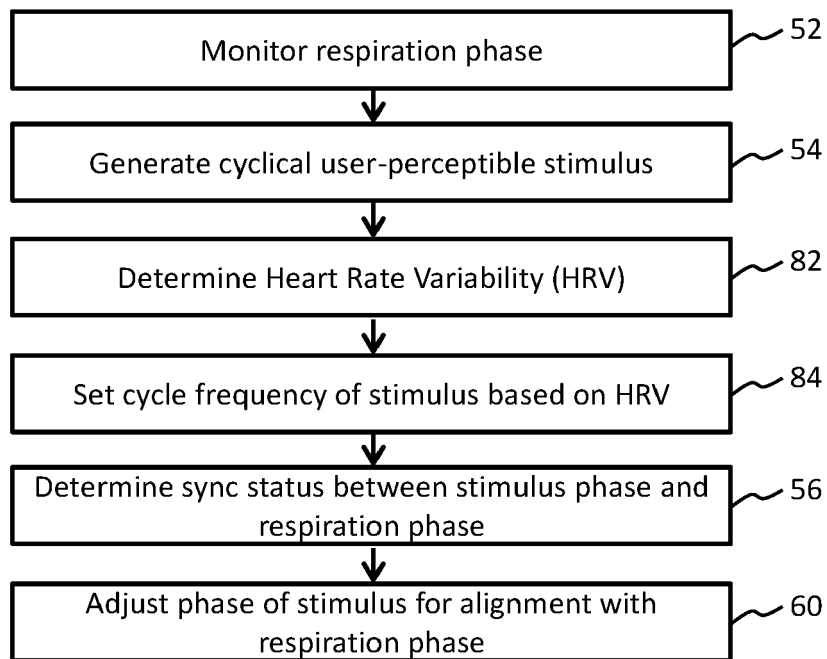 Monitor respiration phase
52
Generate cyclical user-perceptible stimulus
54
Determine Heart Rate Variability (HRV)
82
Set cycle frequency of stimulus based on HRV
84
Determine sync status between stimulus phase and
respiration phase
56
Adjust phase of stimulus for alignment with
respiration phase
60